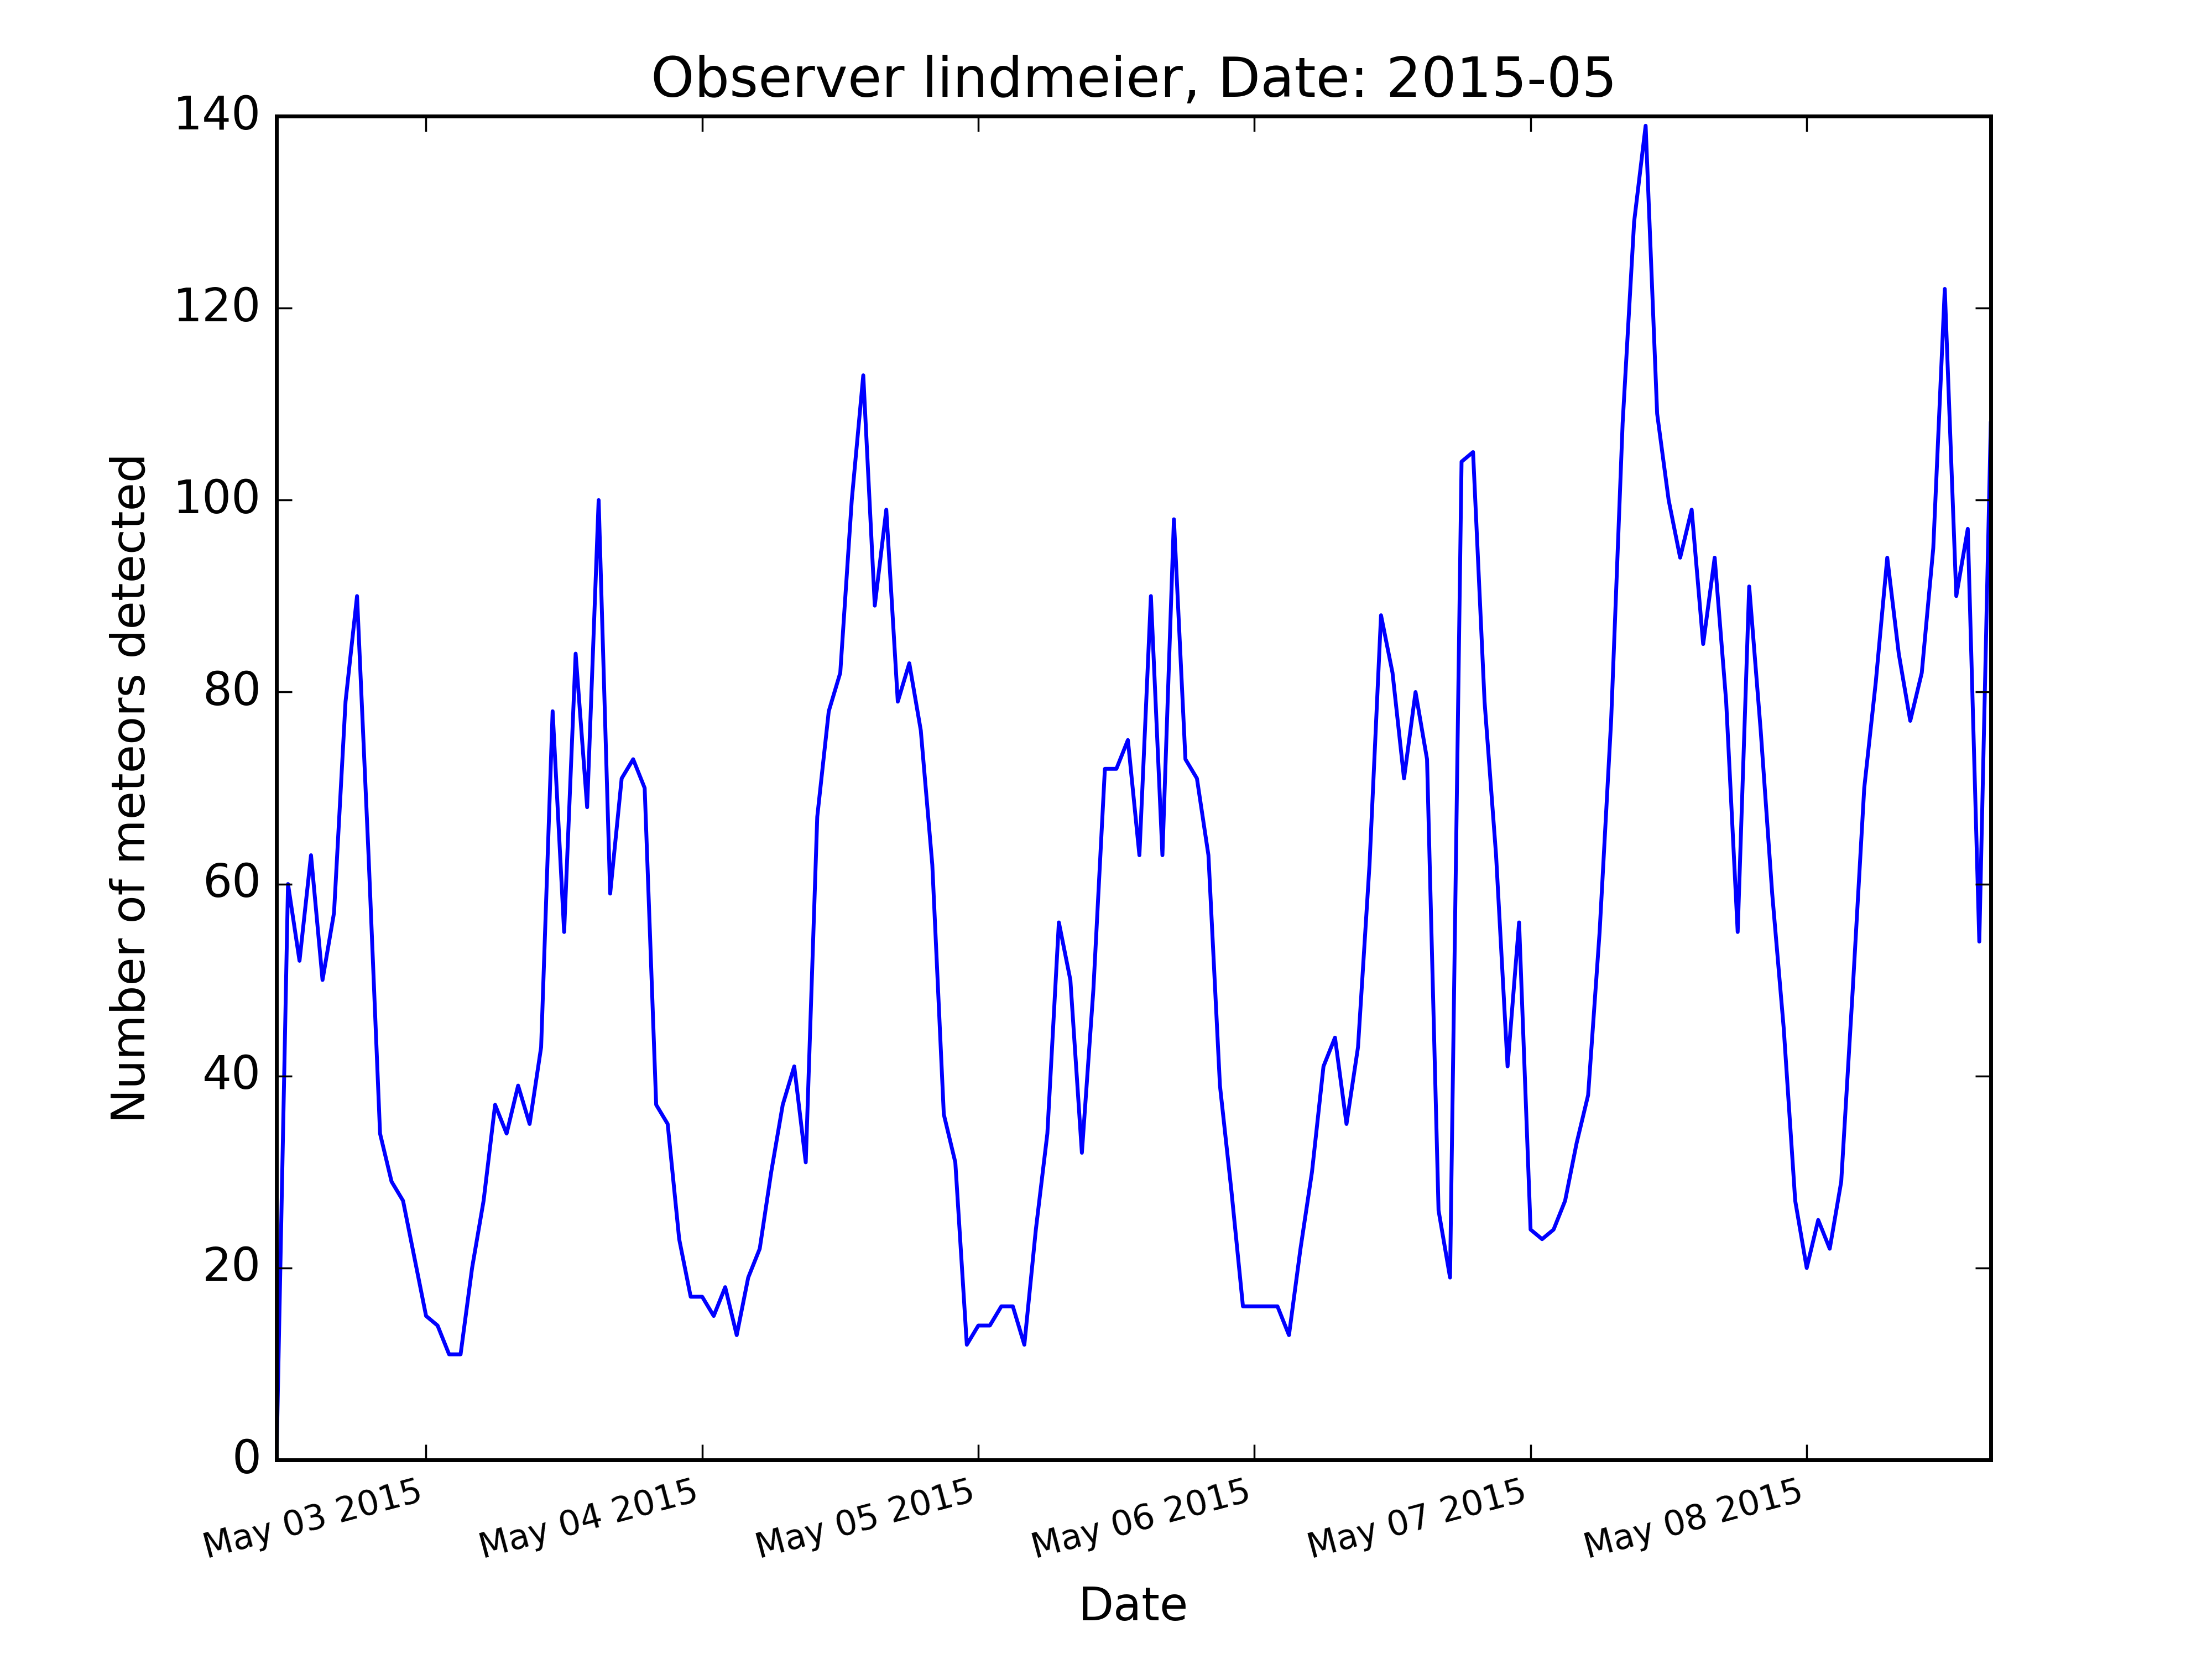 Observer lindmeier, Date: 2015-05
140
120
100
80
60
40
20
0
Number of meteors detected
May 03 2015
May 04 2015
May 05 2015
May 06 2015
May 07 2015
May 08 2015
Date